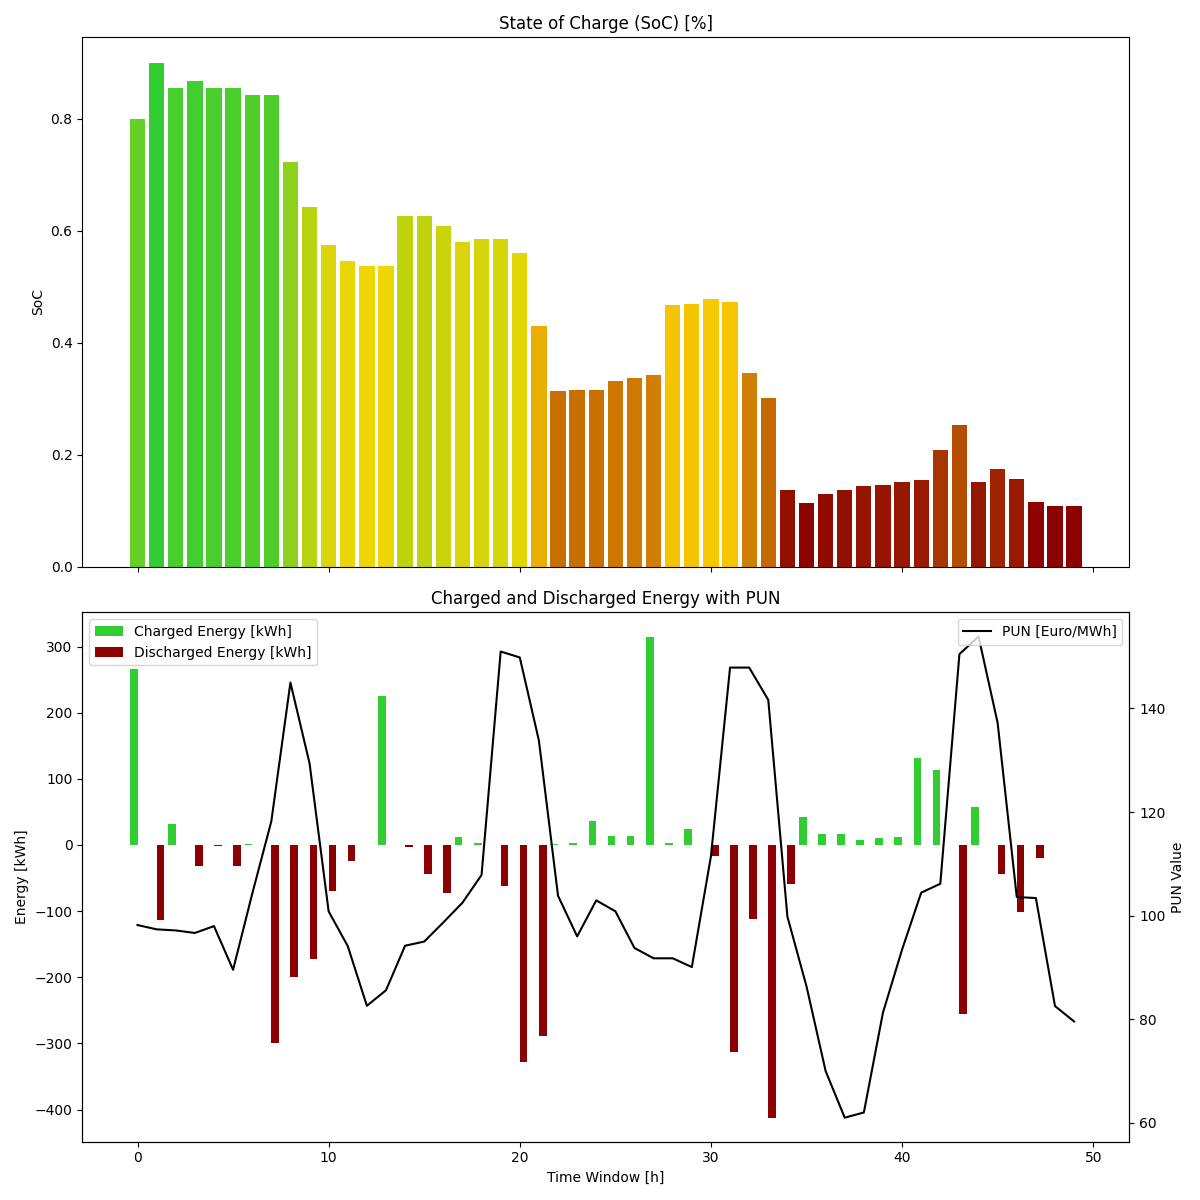 State of Charge (SoC) [%]
0.8
0.6
0.4
0.2
0.0
SoC
Charged and Discharged Energy with PUN
Charged Energy [kWh]
Discharged Energy [kWh]
PUN [Euro/MWh]
300
200
100
0
−100
−200
−300
−400
Energy [kWh]
140
120
100
80
60
PUN Value
0 10 20 30 40 50
Time Window [h]